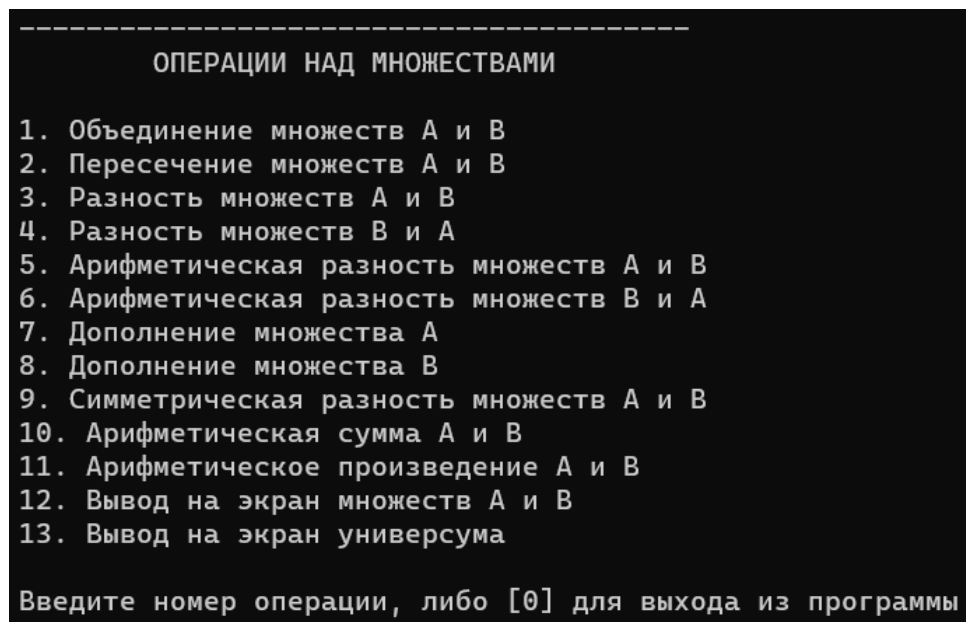 ----------------------------------------
ОПЕРАЦИИ НАД МНОЖЕСТВАМИ
1. Объединение множеств A и B
2. Пересечение множеств A и B
3. Разность множеств A и B
4. Разность множеств B и A
5. Арифметическая разность множеств A и B
6. Арифметическая разность множеств B и A
7. Дополнение множества A
8. Дополнение множества B
9. Симметрическая разность множеств A и B
10. Арифметическая сумма A и B
11. Арифметическое произведение A и B
12. Вывод на экран множеств A и B
13. Вывод на экран универсума
Введите номер операции, либо [0] для выхода из программы